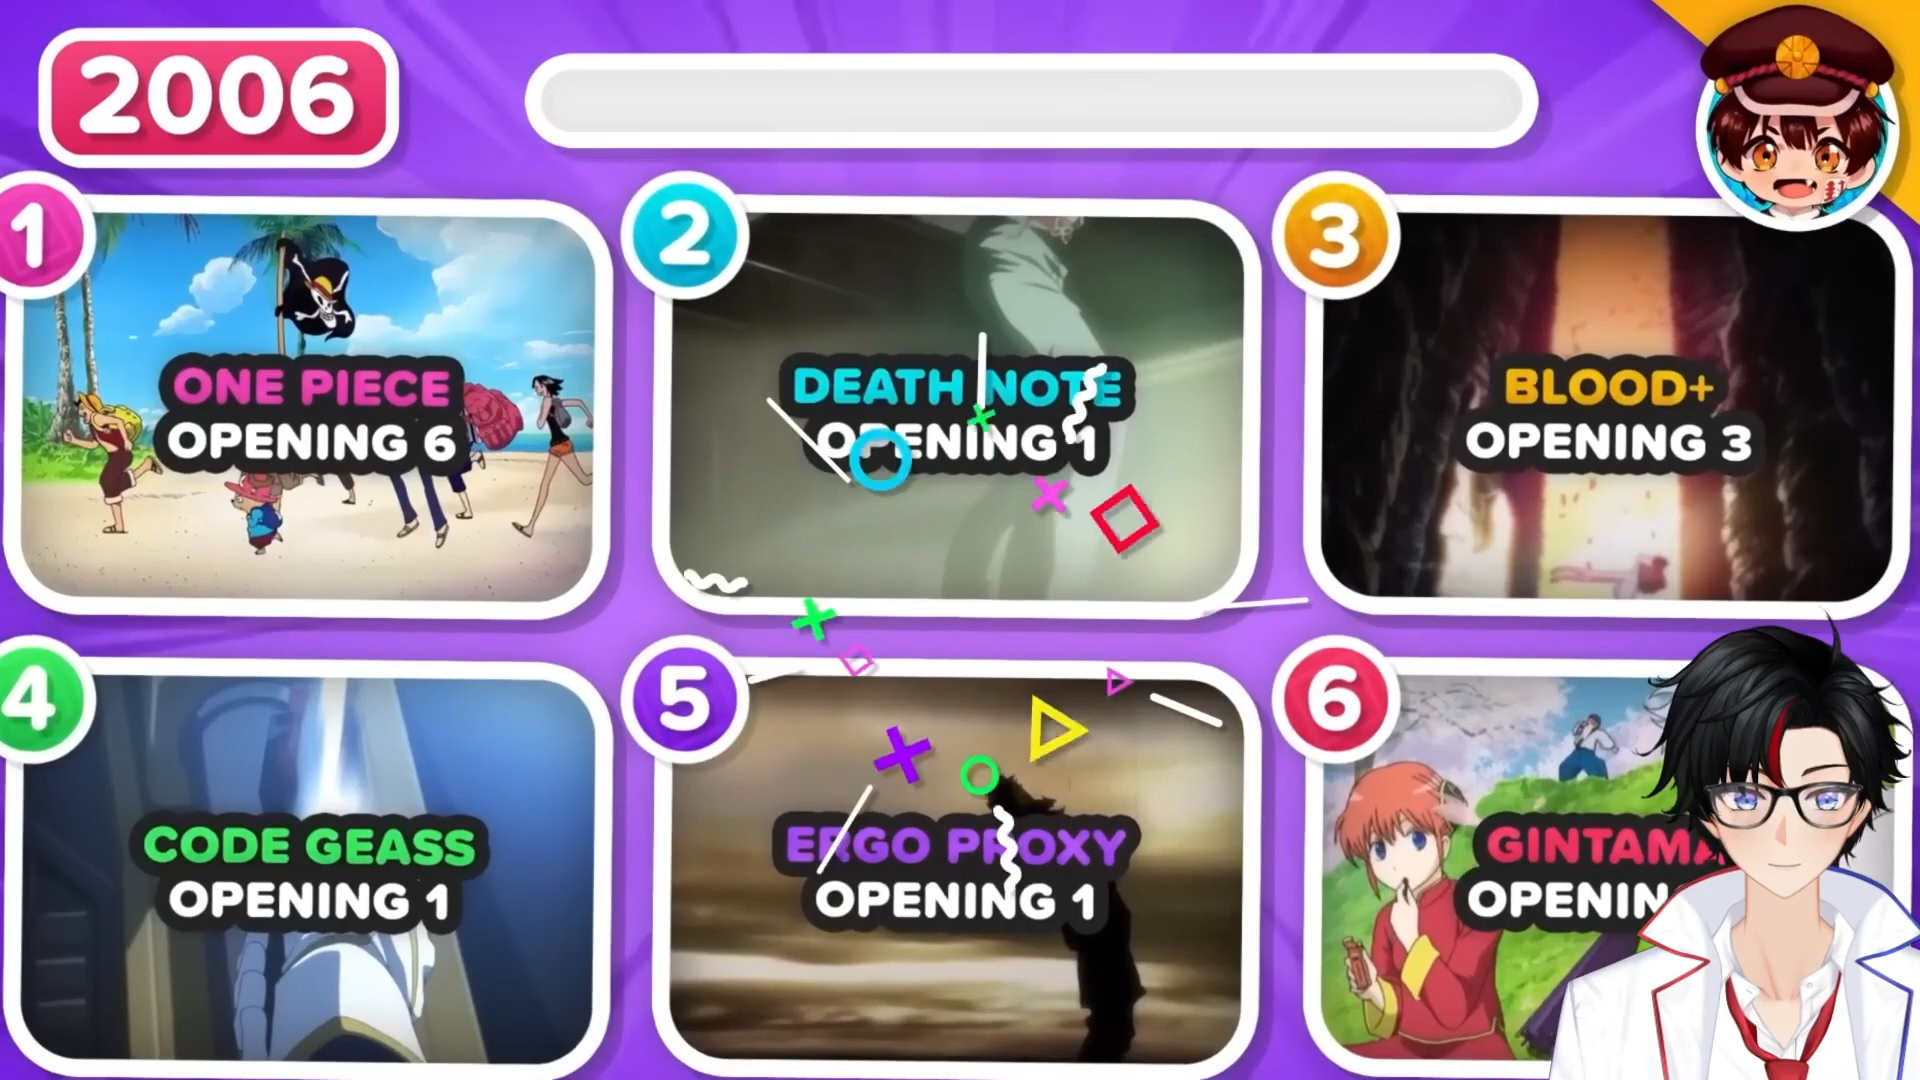 2006
1
ONE PIECE
OPENING 6
2
DEATH NOTE
OPENING 1
3
BLOOD+
OPENING 3
4
CODE GEASS
OPENING 1
5
ERGO PROXY
OPENING 1
6
GINTAMA